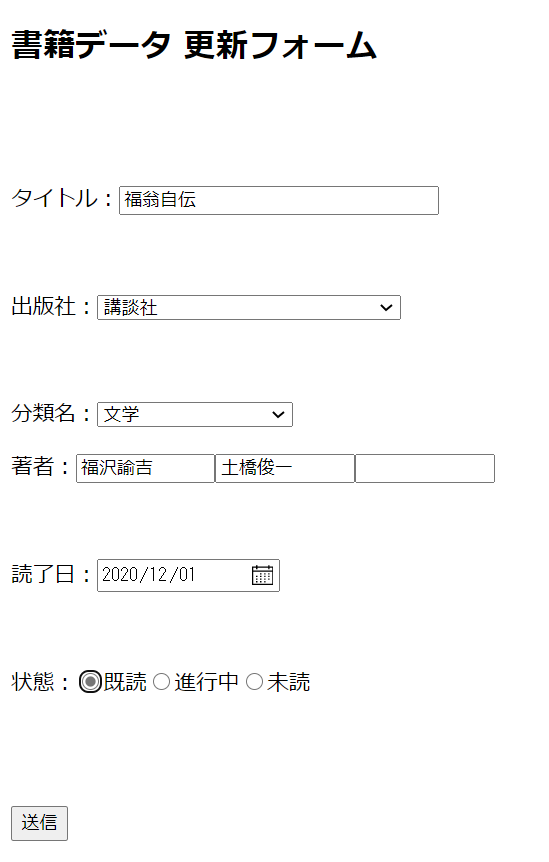 書籍データ 更新フォーム
タイトル：福翁自伝
出版社：講談社
分類名：文学
著者：福沢諭吉 土橋俊一
読了日：2020/12/01
状態：既読 進行中 未読
送信